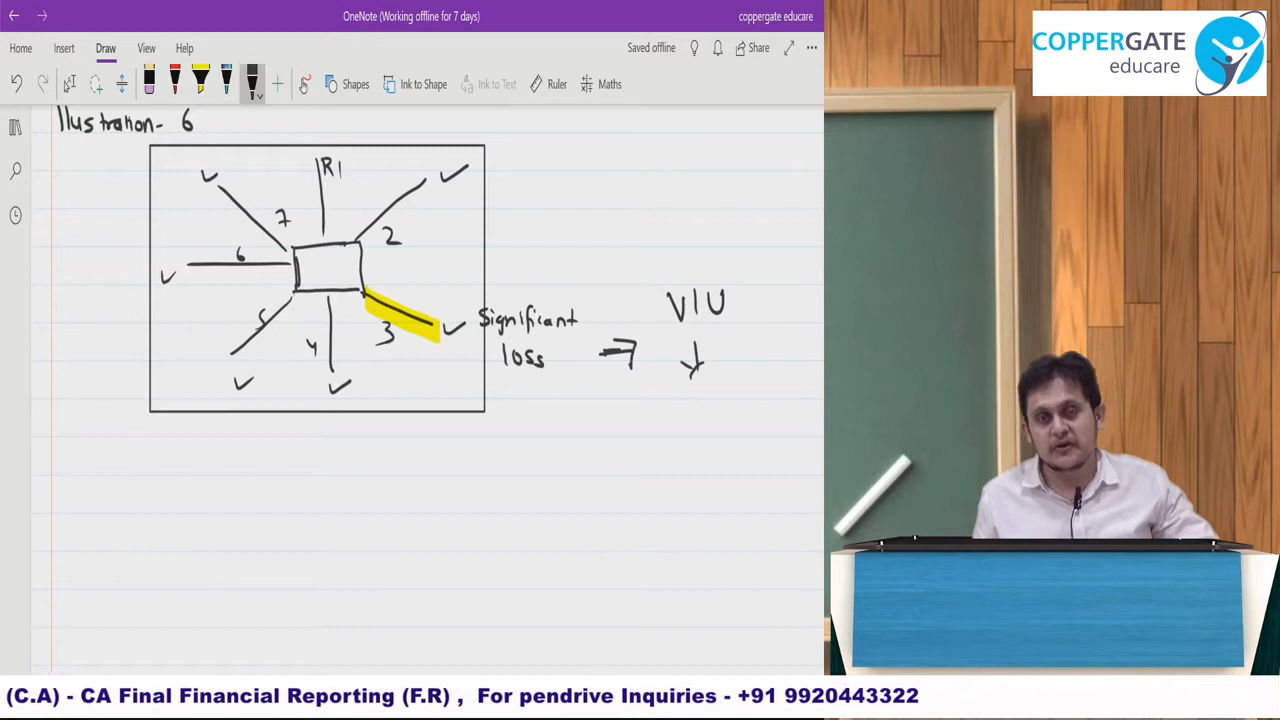 OneNote (Working offline for 7 days)
coppergate educare
Home Insert Draw View Help
Saved offline
Share
Shapes
Ink to Shape
Ink to Text
Ruler
Maths
COPPERGATE
educare
Illustration- 6
R1
7
2
6
5
4
3
Significant
loss
VIU
(C.A) - CA Final Financial Reporting (F.R) , For pendrive Inquiries - +91 9920443322